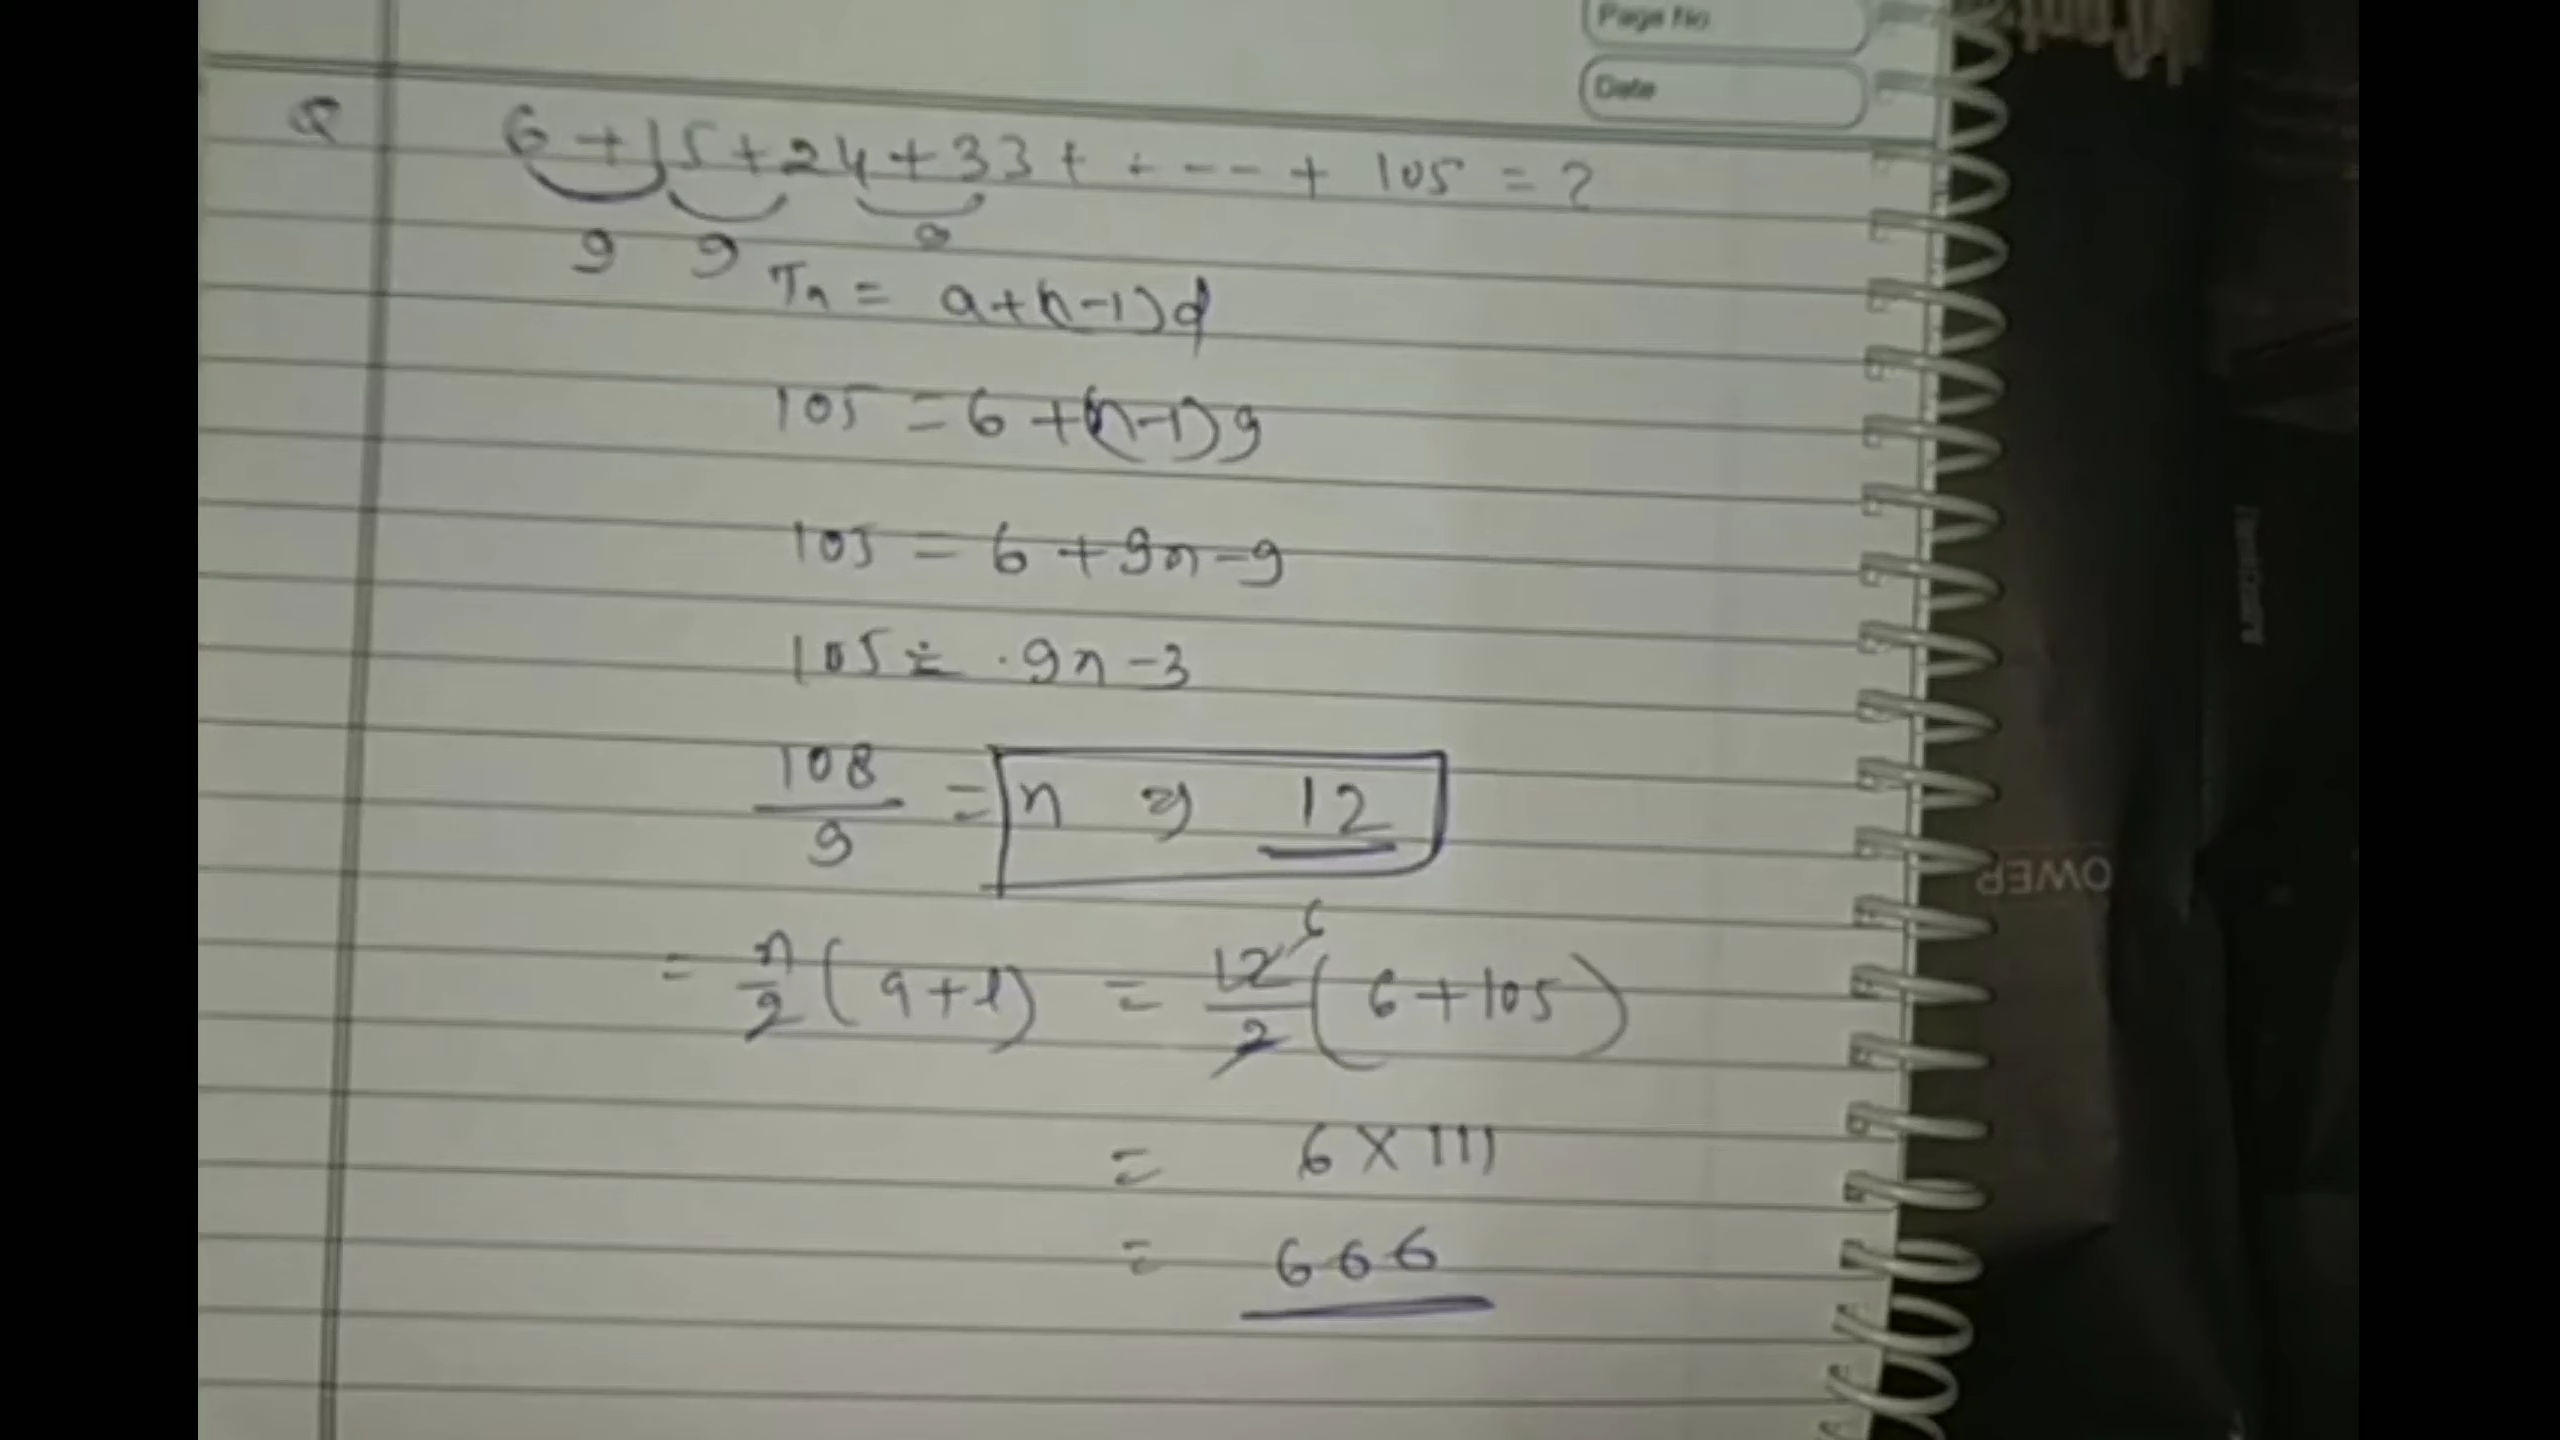 Page No
Date
Q 6 + 15 + 24 + 33 + · - - - + 105 = ?
9 9 9
Tn = a+(n-1)d
105 = 6 + (n-1)9
105 = 6 + 9n - 9
105 = 9n - 3
108/9 = n ⇒ 12
= n/2 (a+l) = 12/2 6 (6+105)
= 6 X 111
= 666
OWER